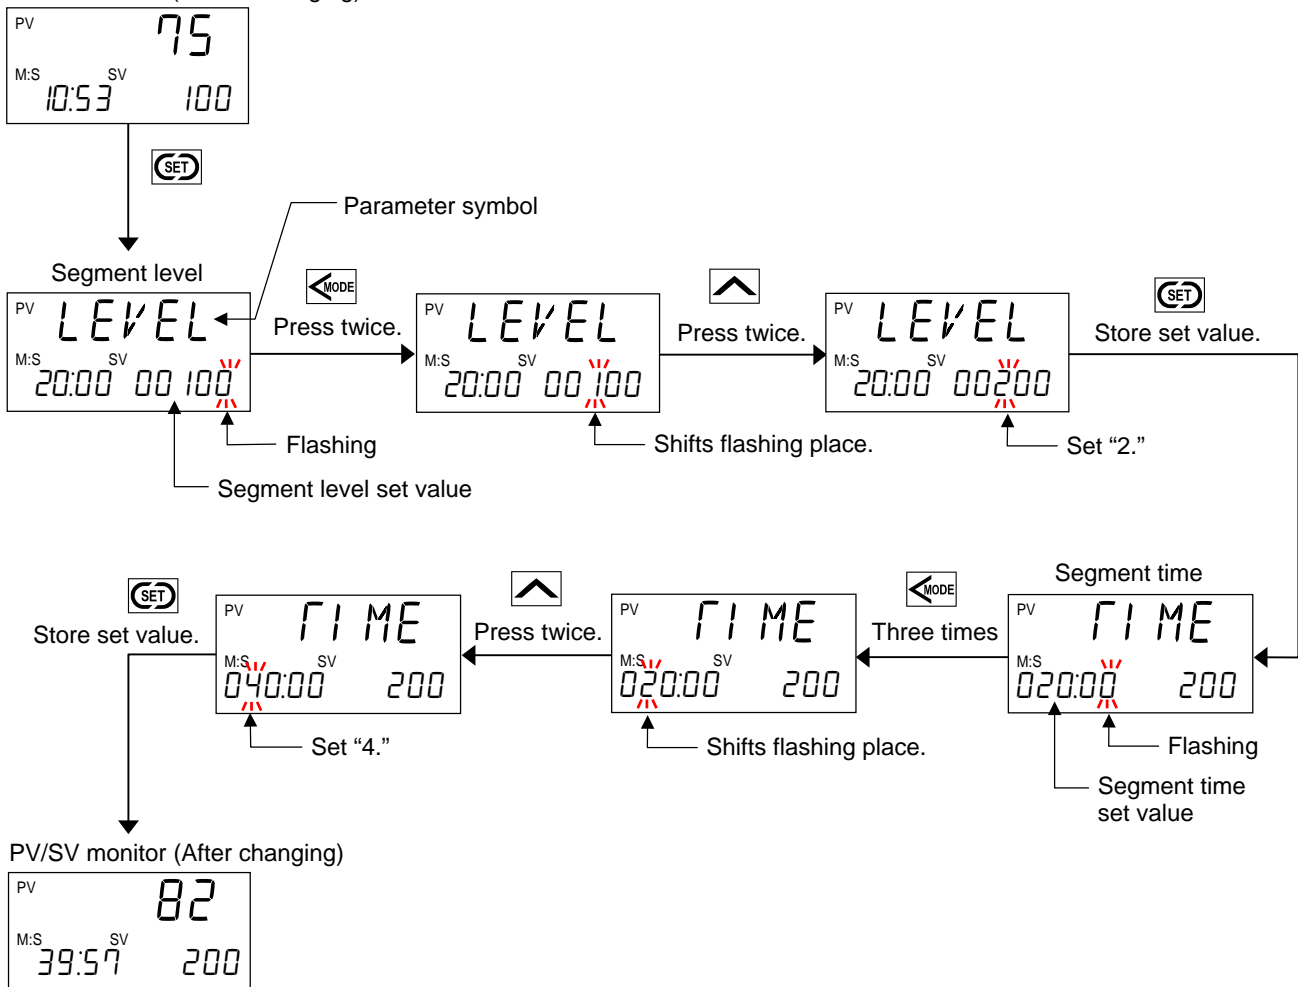 PV 75
M:S SV
10:53 100
SET
Parameter symbol
Segment level
PV LEVEL
M:S SV
20:00 00100
MODE
Press twice.
PV LEVEL
M:S SV
20:00 00100
Press twice.
PV LEVEL
M:S SV
20:00 00200
SET
Store set value.
Flashing
Segment level set value
Shifts flashing place.
Set “2.”
Segment time
PV TIME
M:S
020:00 200
Flashing
Segment time
set value
MODE
Three times
PV TIME
M:S SV
020:00 200
Shifts flashing place.
Press twice.
PV TIME
M:S SV
040:00 200
Set “4.”
SET
Store set value.
PV/SV monitor (After changing)
PV 82
M:S SV
39:57 200